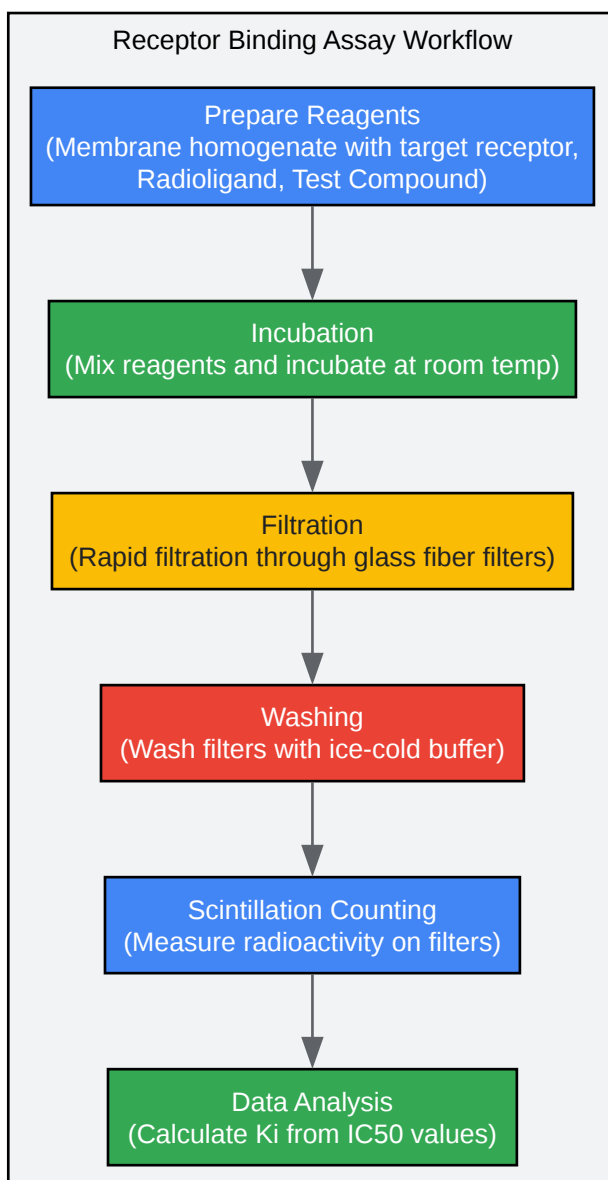 Receptor Binding Assay Workflow
Prepare Reagents
(Membrane homogenate with target receptor,
Radioligand, Test Compound)
Incubation
(Mix reagents and incubate at room temp)
Filtration
(Rapid filtration through glass fiber filters)
Washing
(Wash filters with ice-cold buffer)
Scintillation Counting
(Measure radioactivity on filters)
Data Analysis
(Calculate Ki from IC50 values)